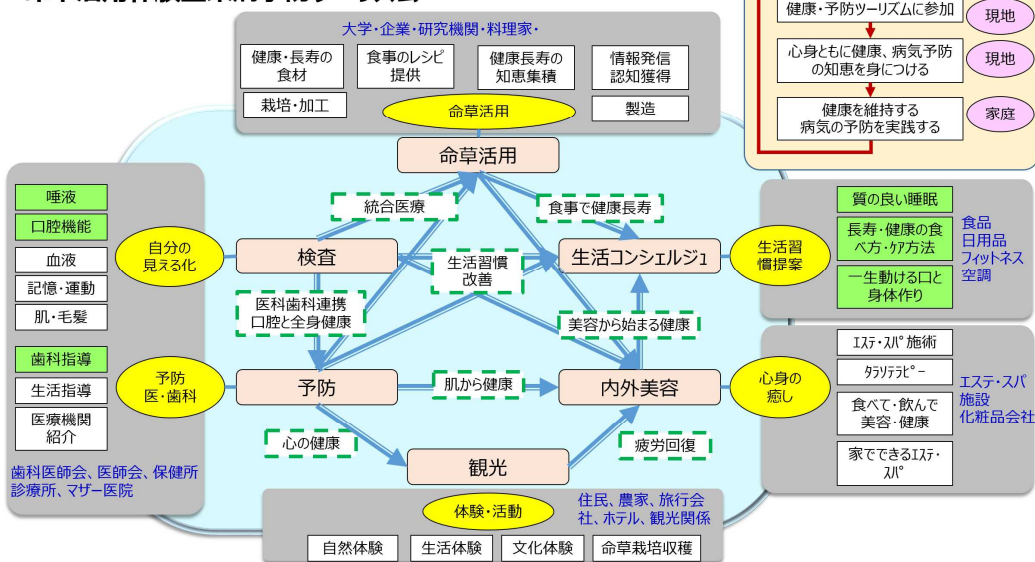 大学・企業・研究機関・料理家・
健康・長寿の
食材
食事のレシピ
提供
健康長寿の
知恵集積
情報発信
認知獲得
栽培・加工
命草活用
製造
健康・予防ツーリズムに参加
現地
心身ともに健康、病気予防
の知恵を身につける
現地
健康を維持する
病気の予防を実践する
家庭
命草活用
統合医療
食事で健康長寿
唾液
口腔機能
血液
記憶・運動
肌・毛髪
自分の
見える化
検査
生活習慣
改善
生活コンシェルジュ
生活習
慣提案
質の良い睡眠
長寿・健康の食
べ方・ケア方法
一生動ける口と
身体作り
食品
日用品
フィットネス
空調
医科歯科連携
口腔と全身健康
美容から始まる健康
歯科指導
生活指導
医療機関
紹介
予防
医・歯科
予防
肌から健康
内外美容
心身の
癒し
エステ・スパ施術
タラソテラピー
食べて・飲んで
美容・健康
家でできるエステ・
スパ
エステ・スパ
施設
化粧品会社
歯科医師会、医師会、保健所
診療所、マザー医院
心の健康
疲労回復
観光
体験・活動
住民、農家、旅行会
社、ホテル、観光関係
自然体験
生活体験
文化体験
命草栽培収穫